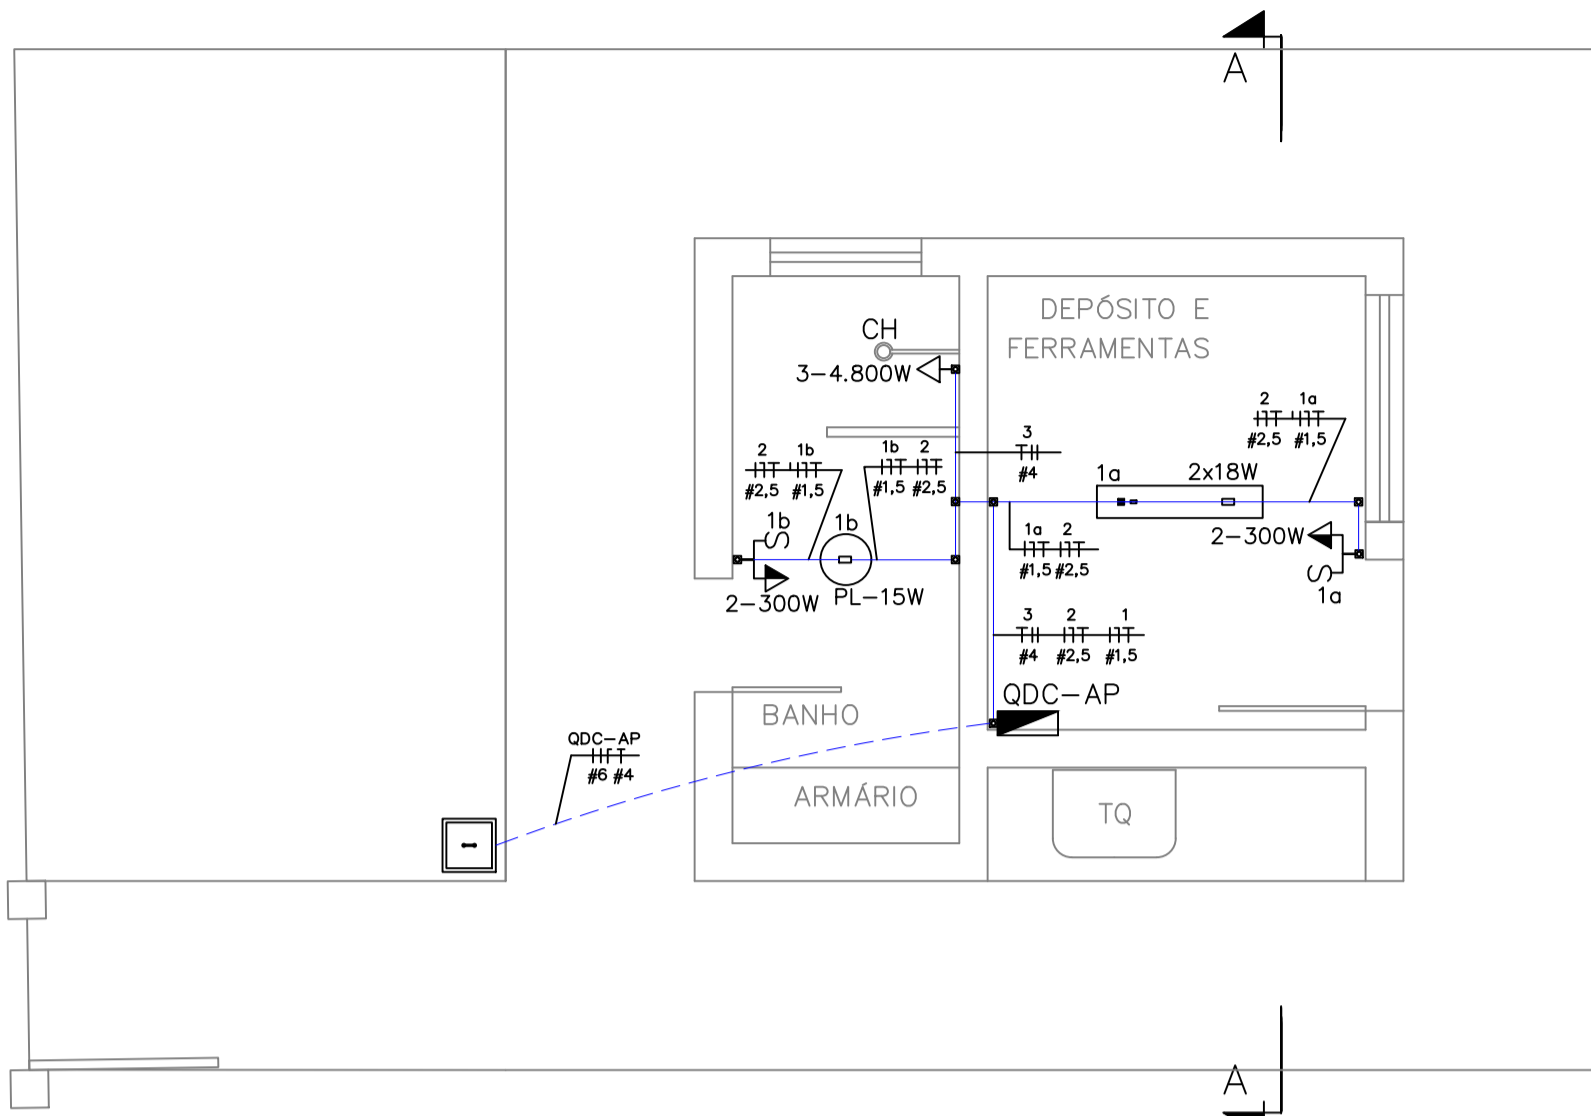 A
DEPÓSITO E
FERRAMENTAS
CH
3-4.800W
2 1a
#2,5 #1,5
2 1b
#2,5 #1,5
1b 2
#1,5 #2,5
3
#4
1a 2x18W
1b
S
1b
2-300W
PL-15W
1a 2
#1,5 #2,5
2-300W
S
1a
3 2 1
#4 #2,5 #1,5
QDC-AP
BANHO
QDC-AP
#6 #4
ARMÁRIO
TQ
A